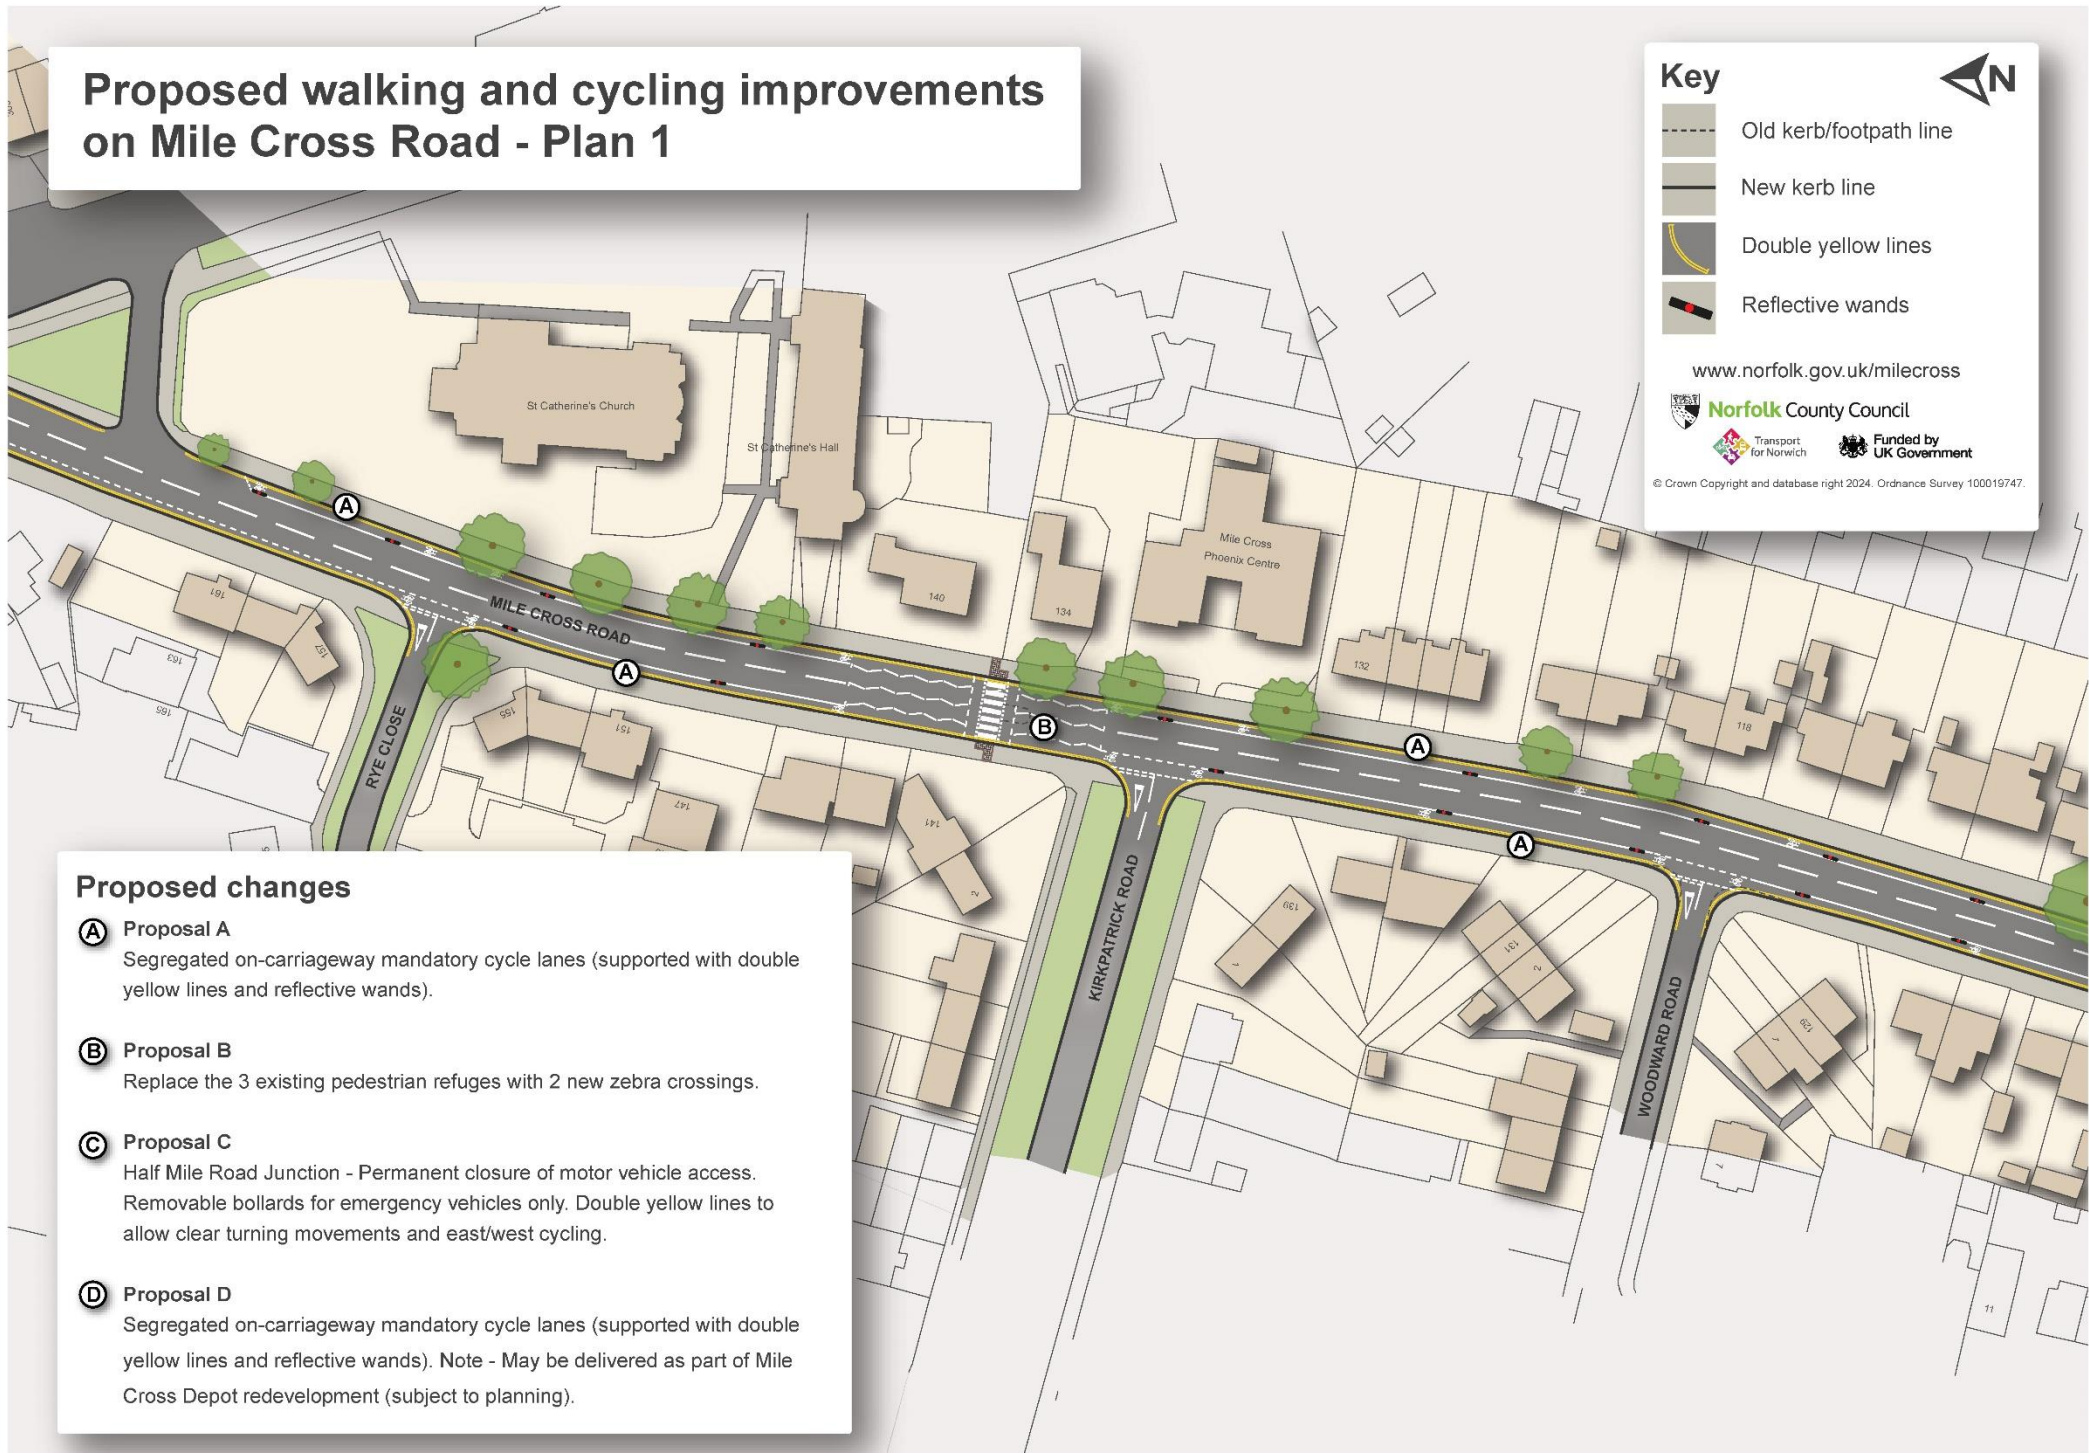 Proposed walking and cycling improvements
on Mile Cross Road - Plan 1
Key
N
Old kerb/footpath line
New kerb line
Double yellow lines
Reflective wands
www.norfolk.gov.uk/milecross
Norfolk County Council
Transport
for Norwich
Funded by
UK Government
© Crown Copyright and database right 2024. Ordnance Survey 100019747.
St Catherine's Church
St Catherine's Hall
A
MILE CROSS ROAD
A
140
134
Mile Cross
Phoenix Centre
132
118
B
A
A
161
157
163
165
155
151
147
141
2
139
1
131
2
129
1
7
11
RYE CLOSE
KIRKPATRICK ROAD
WOODWARD ROAD
Proposed changes
A Proposal A
Segregated on-carriageway mandatory cycle lanes (supported with double
yellow lines and reflective wands).
B Proposal B
Replace the 3 existing pedestrian refuges with 2 new zebra crossings.
C Proposal C
Half Mile Road Junction - Permanent closure of motor vehicle access.
Removable bollards for emergency vehicles only. Double yellow lines to
allow clear turning movements and east/west cycling.
D Proposal D
Segregated on-carriageway mandatory cycle lanes (supported with double
yellow lines and reflective wands). Note - May be delivered as part of Mile
Cross Depot redevelopment (subject to planning).